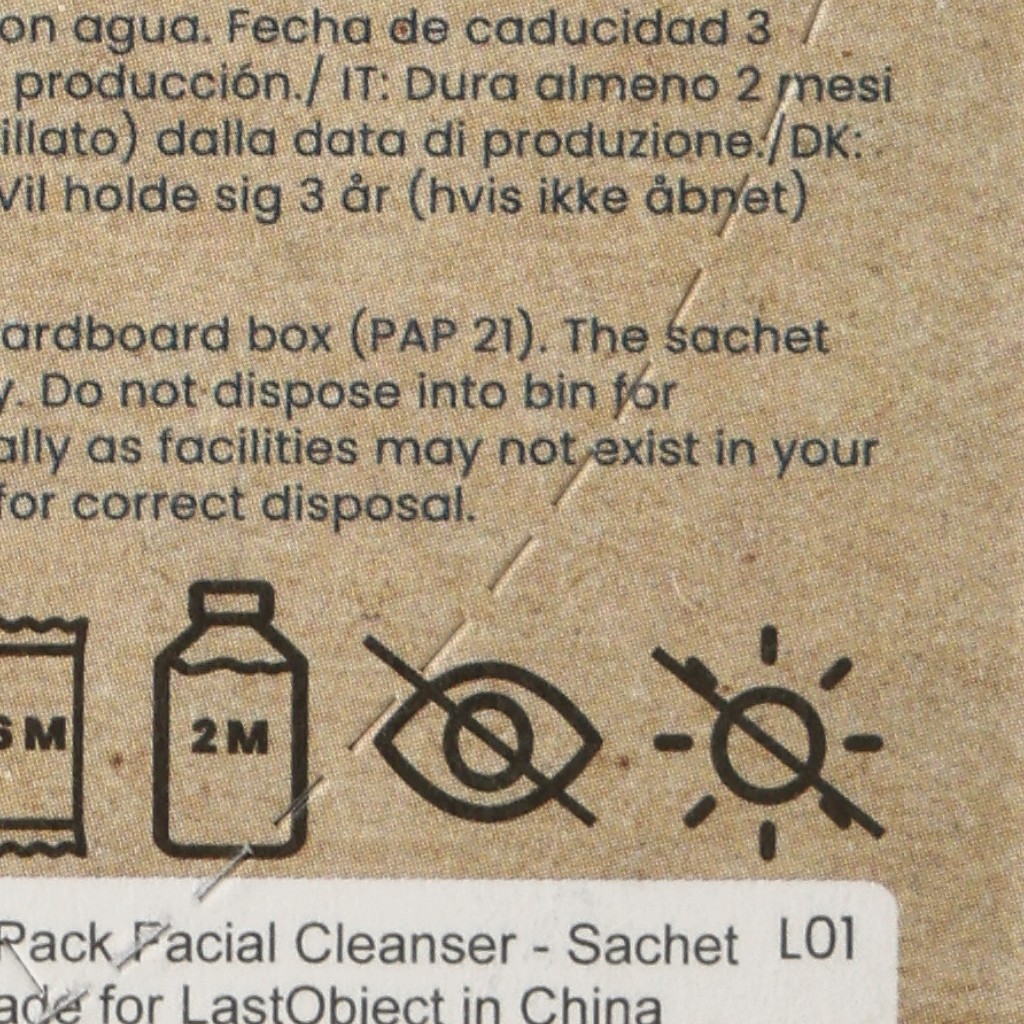 on agua. Fecha de caducidad 3
producción./ IT: Dura almeno 2 mesi
illato) dalla data di produzione./DK:
Vil holde sig 3 år (hvis ikke åbnet)
ardboard box (PAP 21). The sachet
y. Do not dispose into bin for
ally as facilities may not exist in your
for correct disposal.
6M 2M
Rack Facial Cleanser - Sachet L01
ade for LastObject in China